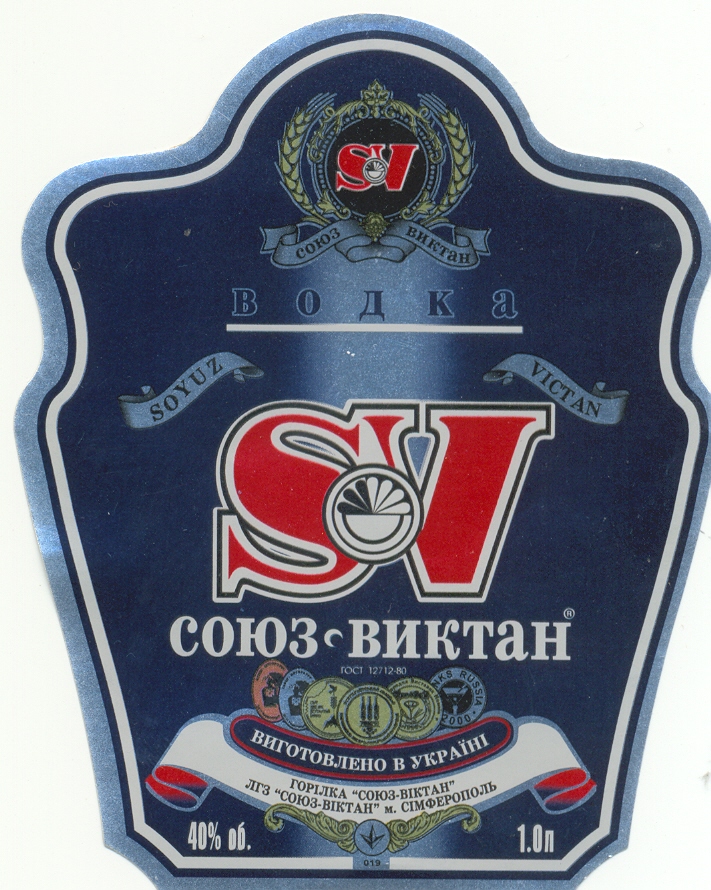 SV
союз виктан
водка
SOYUZ VICTAN
SV
СОЮЗ ВИКТАН®
ГОСТ 12712-80
NKS RUSSIA
2000
ВИГОТОВЛЕНО В УКРАЇНІ
ГОРІЛКА "СОЮЗ-ВІКТАН"
ЛГЗ "СОЮЗ-ВІКТАН" м. СІМФЕРОПОЛЬ
40% об. 1.0л
019